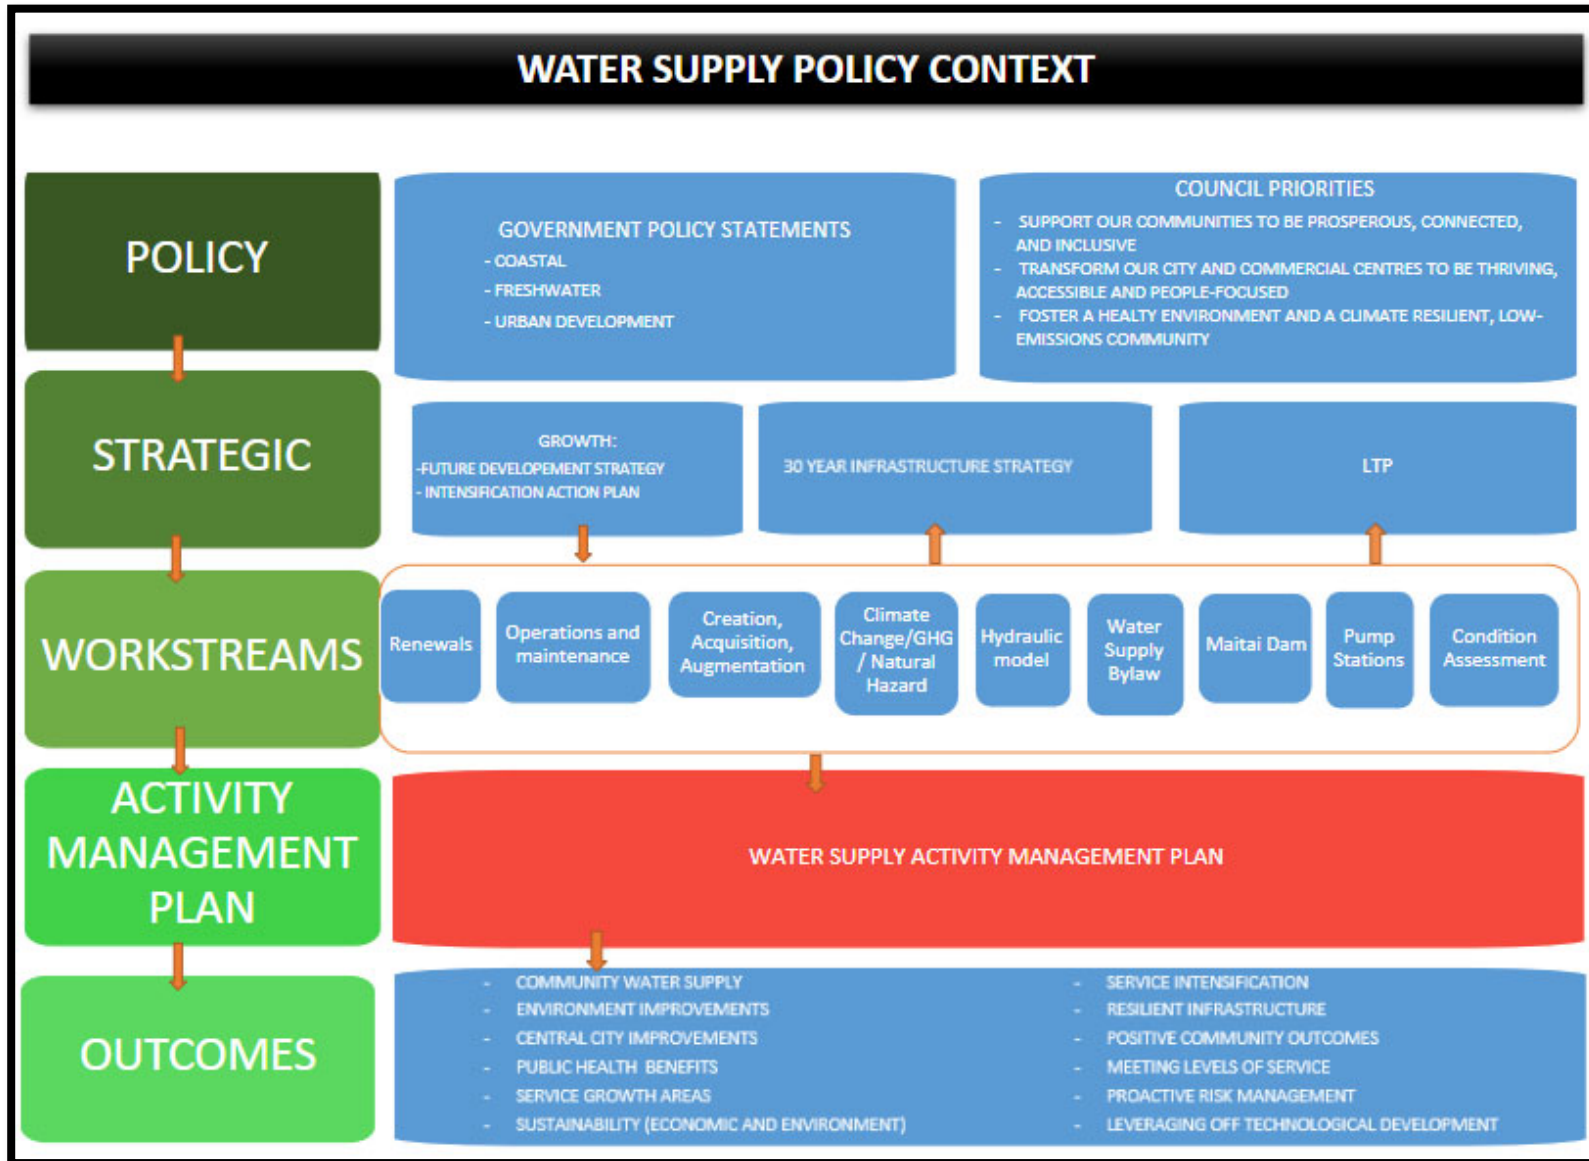 WATER SUPPLY POLICY CONTEXT
POLICY
GOVERNMENT POLICY STATEMENTS
- COASTAL
- FRESHWATER
- URBAN DEVELOPMENT
COUNCIL PRIORITIES
- SUPPORT OUR COMMUNITIES TO BE PROSPEROUS, CONNECTED,
AND INCLUSIVE
- TRANSFORM OUR CITY AND COMMERCIAL CENTRES TO BE THRIVING,
ACCESSIBLE AND PEOPLE-FOCUSED
- FOSTER A HEALTY ENVIRONMENT AND A CLIMATE RESILIENT, LOW-
EMISSIONS COMMUNITY
STRATEGIC
GROWTH:
-FUTURE DEVELOPEMENT STRATEGY
- INTENSIFICATION ACTION PLAN
30 YEAR INFRASTRUCTURE STRATEGY
LTP
WORKSTREAMS
Renewals
Operations and
maintenance
Creation,
Acquisition,
Augmentation
Climate
Change/GHG
/ Natural
Hazard
Hydraulic
model
Water
Supply
Bylaw
Maitai Dam
Pump
Stations
Condition
Assessment
ACTIVITY
MANAGEMENT
PLAN
WATER SUPPLY ACTIVITY MANAGEMENT PLAN
OUTCOMES
- COMMUNITY WATER SUPPLY
- ENVIRONMENT IMPROVEMENTS
- CENTRAL CITY IMPROVEMENTS
- PUBLIC HEALTH BENEFITS
- SERVICE GROWTH AREAS
- SUSTAINABILITY (ECONOMIC AND ENVIRONMENT)
- SERVICE INTENSIFICATION
- RESILIENT INFRASTRUCTURE
- POSITIVE COMMUNITY OUTCOMES
- MEETING LEVELS OF SERVICE
- PROACTIVE RISK MANAGEMENT
- LEVERAGING OFF TECHNOLOGICAL DEVELOPMENT